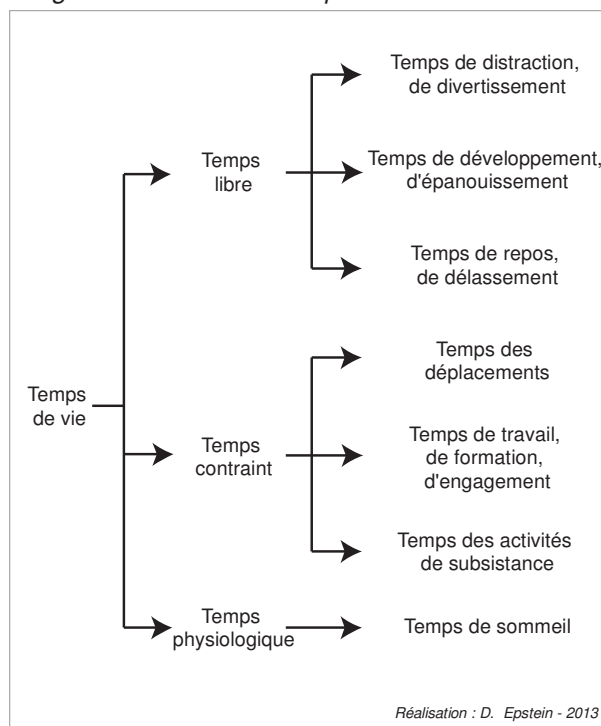 Temps de distraction,
de divertissement
Temps
libre
Temps de développement,
d'épanouissement
Temps de repos,
de délassement
Temps
de vie
Temps des
déplacements
Temps
contraint
Temps de travail,
de formation,
d'engagement
Temps des activités
de subsistance
Temps
physiologique
Temps de sommeil
Réalisation : D. Epstein - 2013